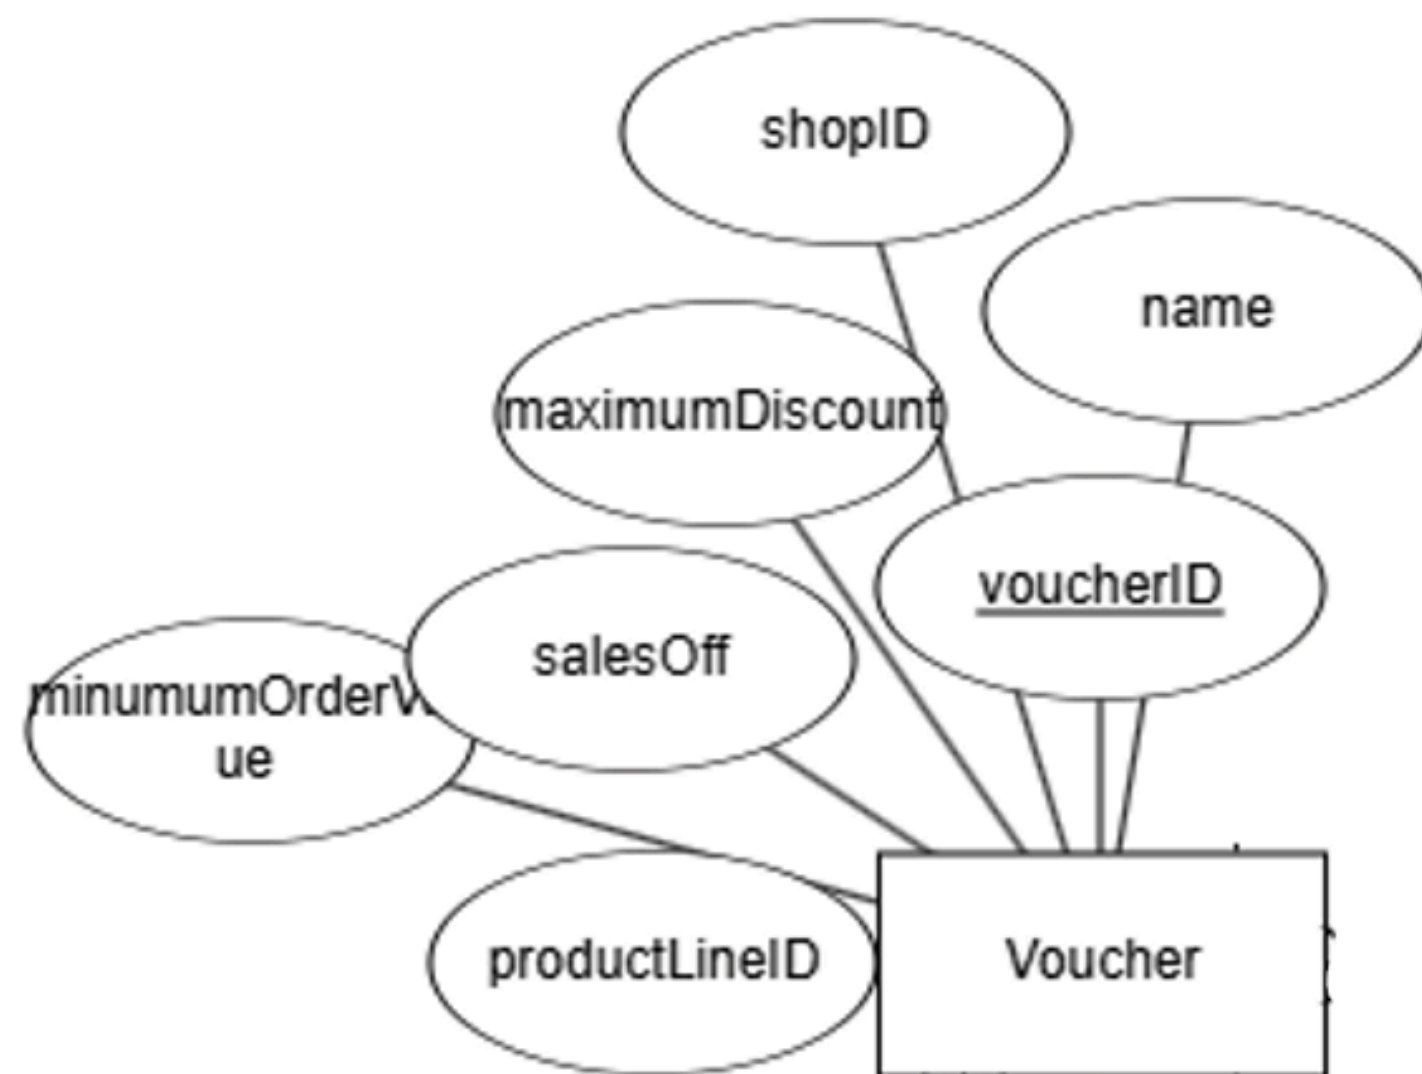 shopID
name
maximumDiscount
voucherID
salesOff
minumumOrderV
ue
productLineID
Voucher